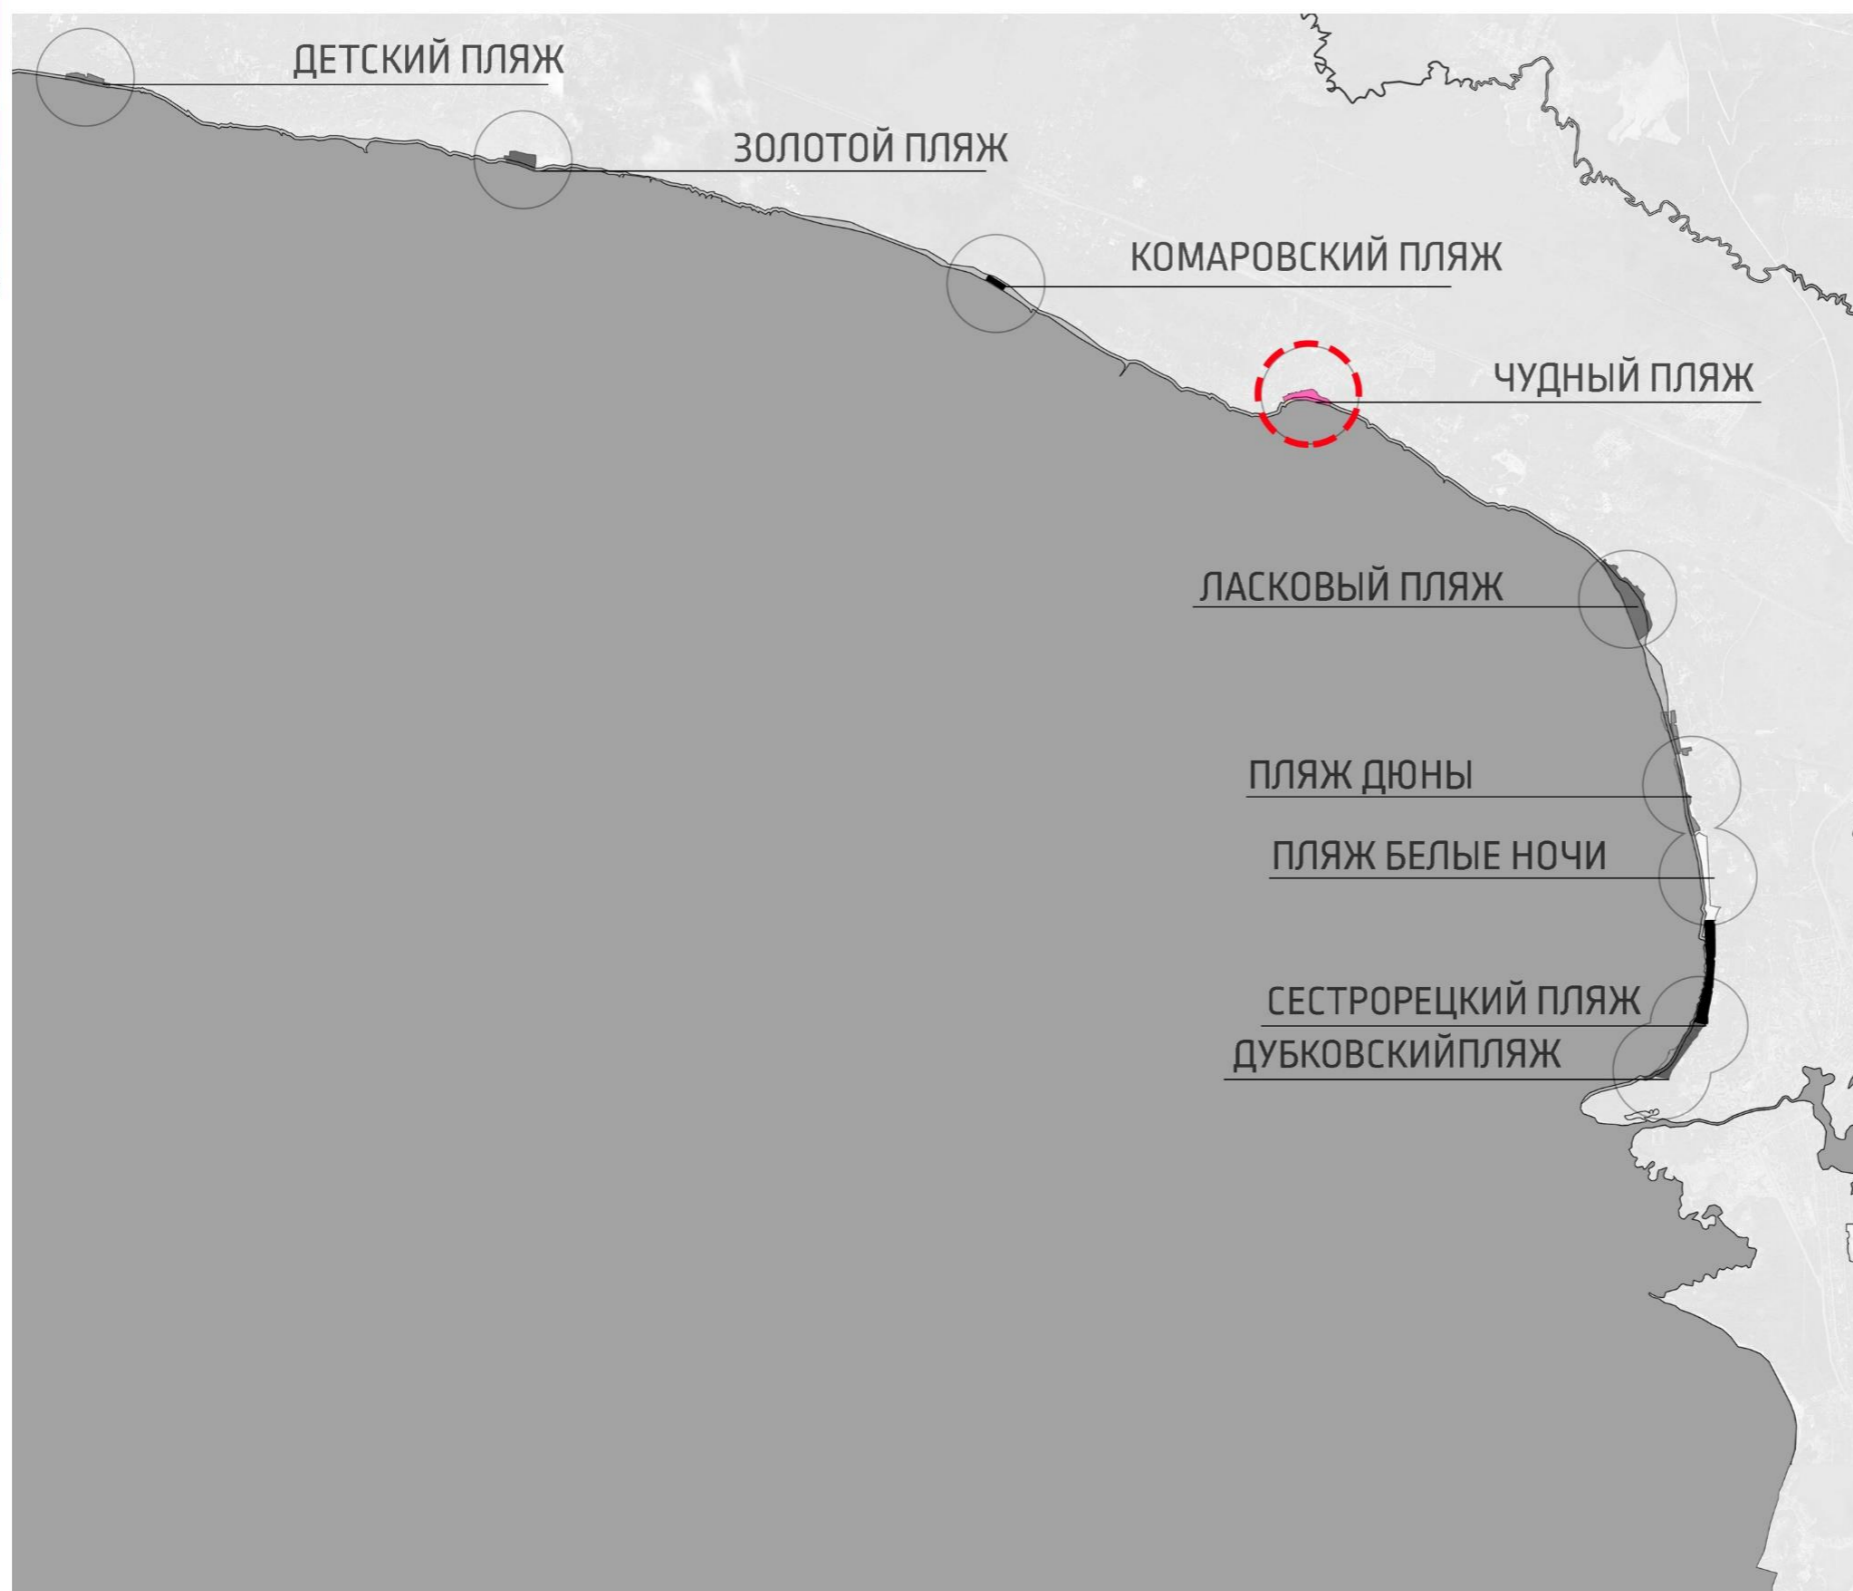 ДЕТСКИЙ ПЛЯЖ
ЗОЛОТОЙ ПЛЯЖ
КОМАРОВСКИЙ ПЛЯЖ
ЧУДНЫЙ ПЛЯЖ
ЛАСКОВЫЙ ПЛЯЖ
ПЛЯЖ ДЮНЫ
ПЛЯЖ БЕЛЫЕ НОЧИ
СЕСТРОРЕЦКИЙ ПЛЯЖ
ДУБКОВСКИЙПЛЯЖ